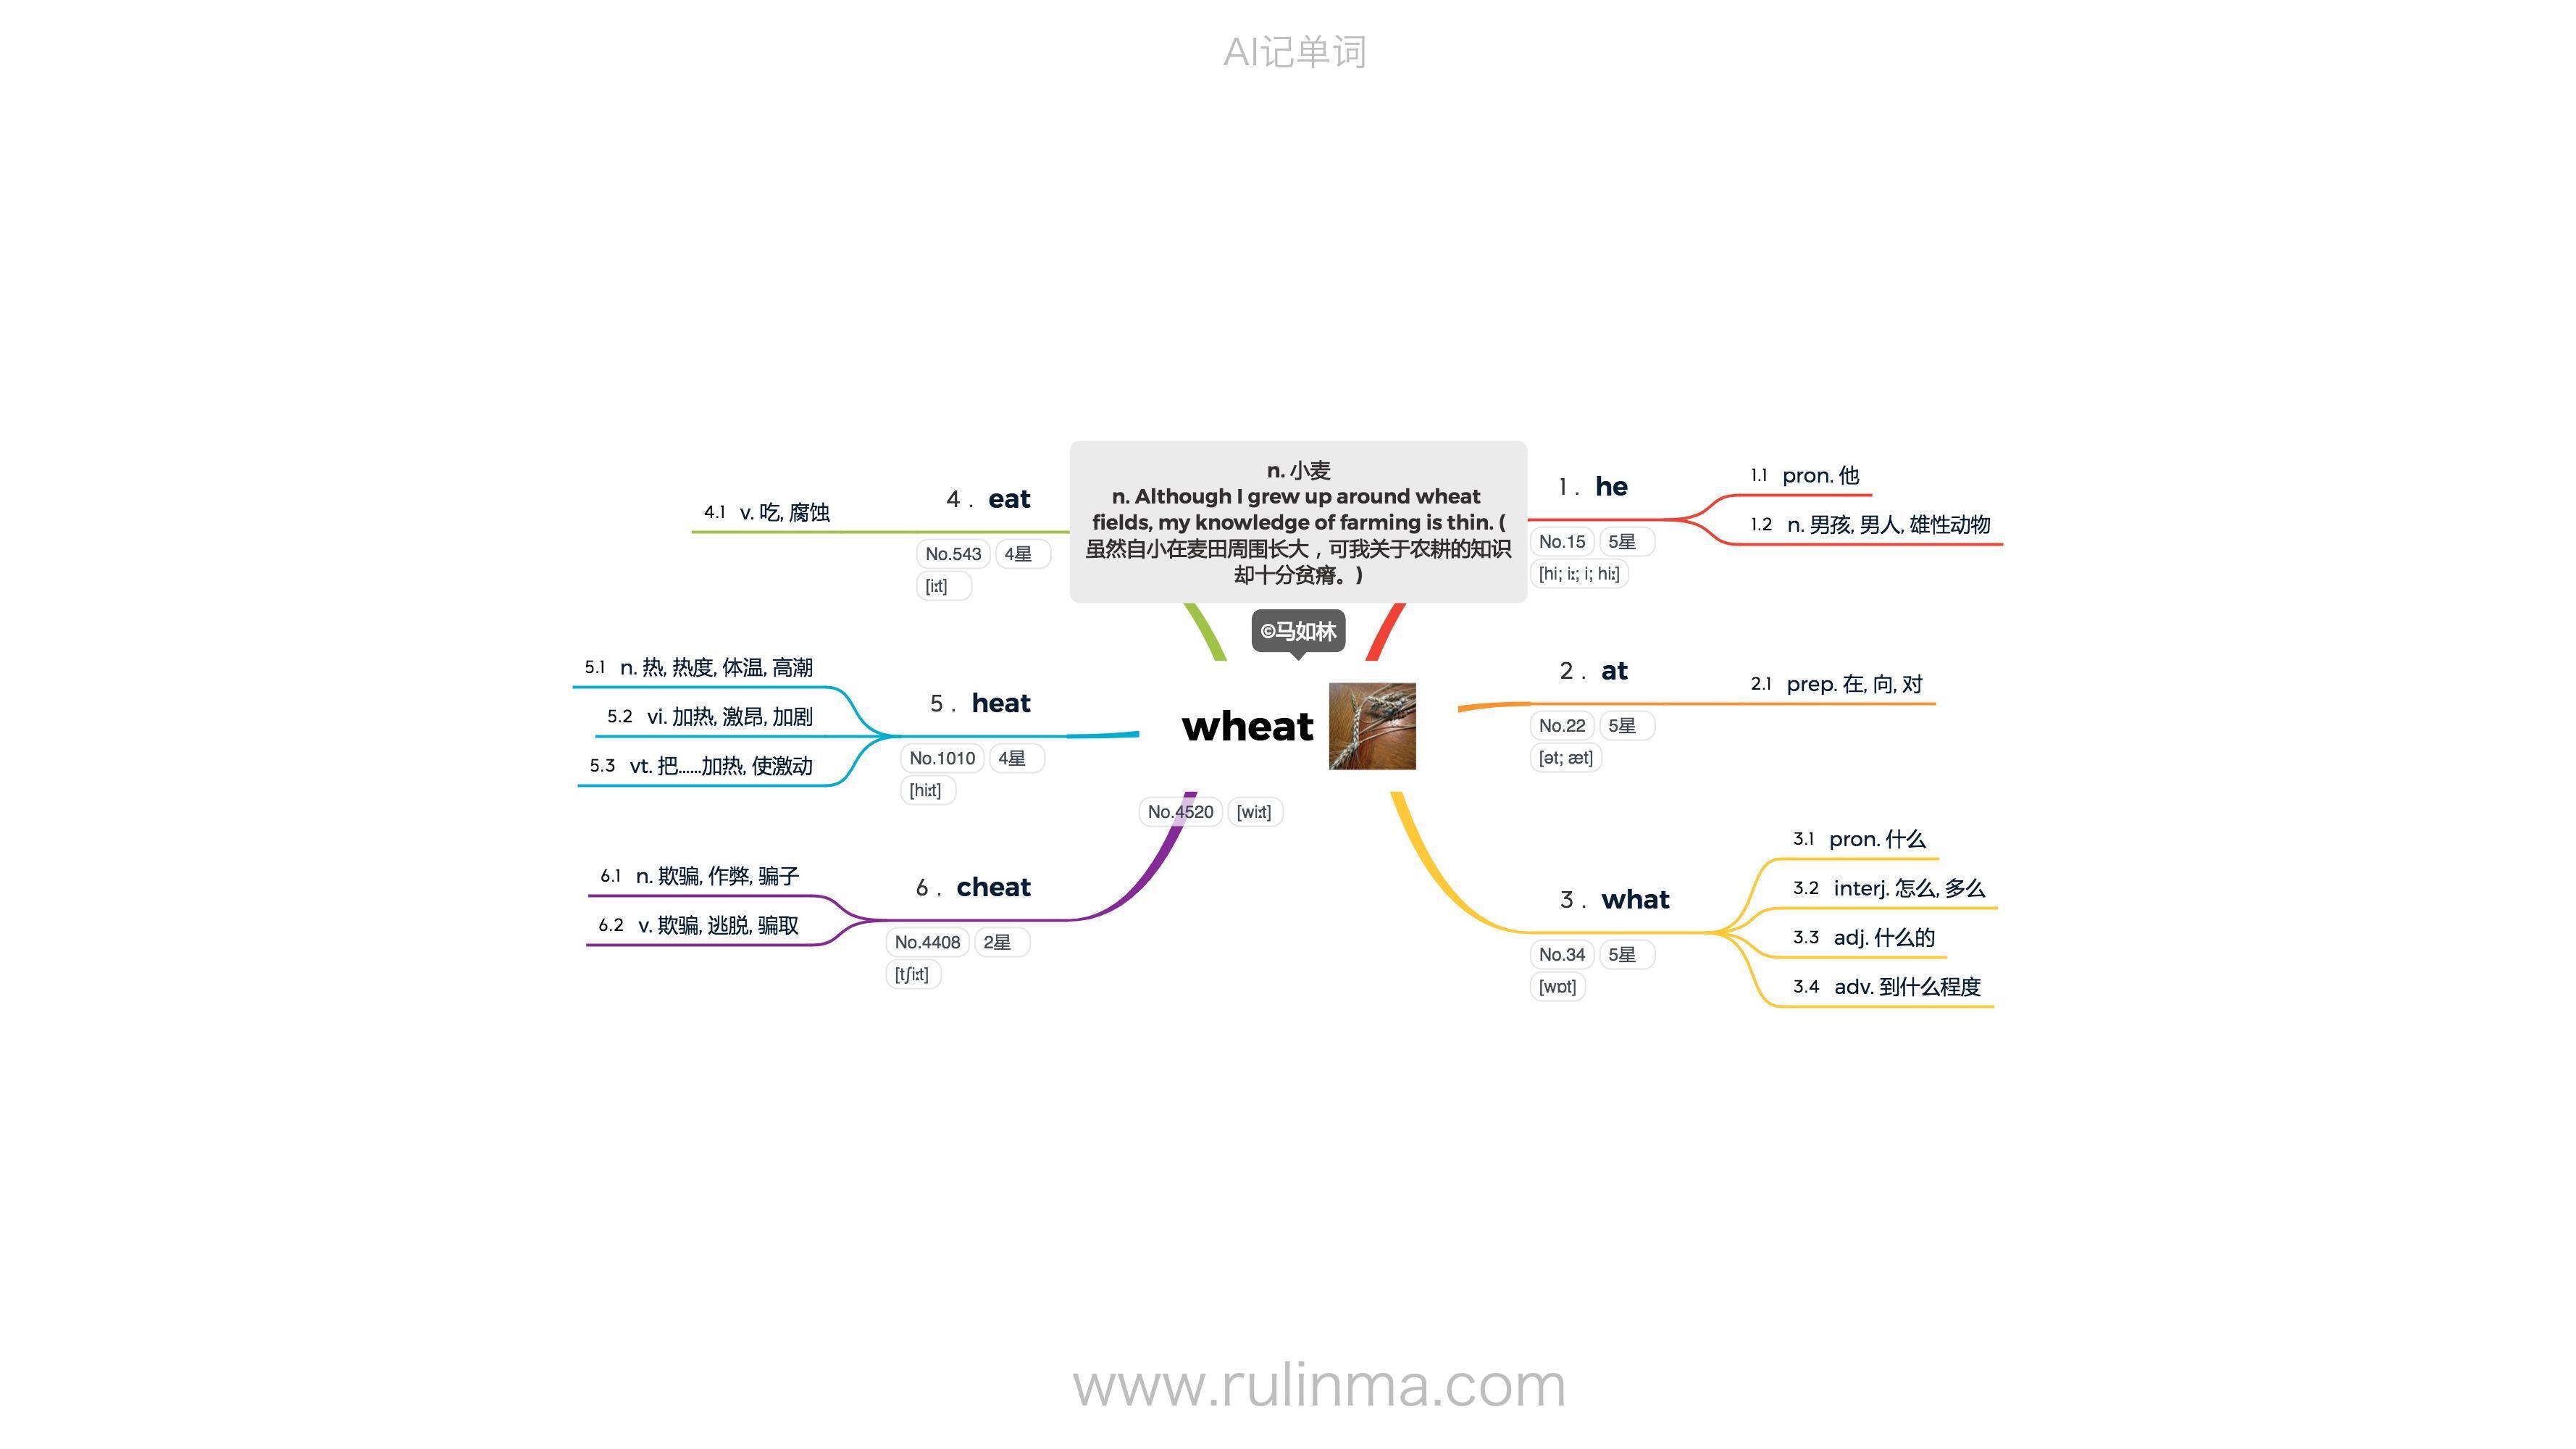 AI记单词
n. 小麦
n. Although I grew up around wheat
fields, my knowledge of farming is thin. (
虽然自小在麦田周围长大，可我关于农耕的知识
却十分贫瘠。)
©马如林
wheat
No.4520 [wiːt]
1 . he
No.15 5星
[hi; iː; i; hiː]
1.1 pron. 他
1.2 n. 男孩, 男人, 雄性动物
2 . at
No.22 5星
[ət; æt]
2.1 prep. 在, 向, 对
3 . what
No.34 5星
[wɒt]
3.1 pron. 什么
3.2 interj. 怎么, 多么
3.3 adj. 什么的
3.4 adv. 到什么程度
4 . eat
No.543 4星
[iːt]
4.1 v. 吃, 腐蚀
5 . heat
No.1010 4星
[hiːt]
5.1 n. 热, 热度, 体温, 高潮
5.2 vi. 加热, 激昂, 加剧
5.3 vt. 把……加热, 使激动
6 . cheat
No.4408 2星
[tʃiːt]
6.1 n. 欺骗, 作弊, 骗子
6.2 v. 欺骗, 逃脱, 骗取
www.rulinma.com